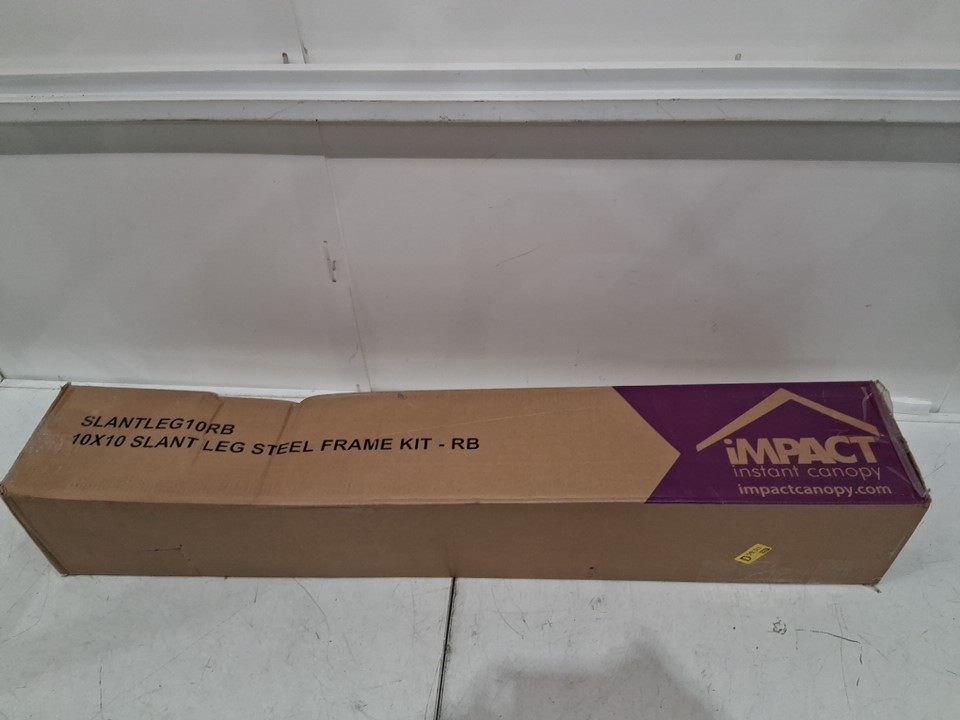 SLANTLEG10RB
10X10 SLANT LEG STEEL FRAME KIT - RB
iMPACT
instant canopy
impactcanopy.com
D